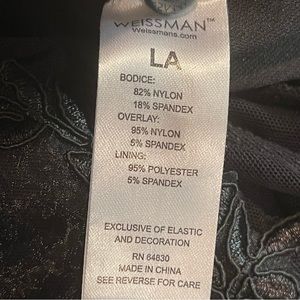 WEISSMAN™
Weissmans.com
LA
BODICE:
82% NYLON
18% SPANDEX
OVERLAY:
95% NYLON
5% SPANDEX
LINING:
95% POLYESTER
5% SPANDEX
EXCLUSIVE OF ELASTIC
AND DECORATION
RN 64830
MADE IN CHINA
SEE REVERSE FOR CARE